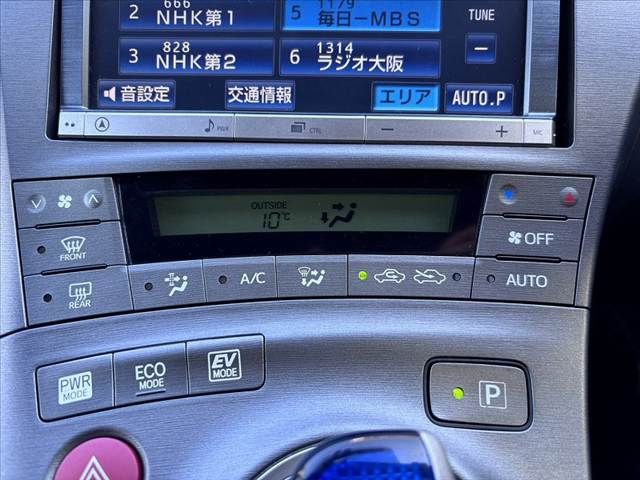 666
2 NHK第1
1179
5 毎日-MBS
TUNE
828
3 NHK第2
1314
6 ラジオ大阪
音設定
交通情報
エリア
AUTO.P
PWR
CTRL
MIC
OUTSIDE
10℃
OFF
FRONT
REAR
A/C
AUTO
PWR
MODE
ECO
MODE
EV
MODE
P